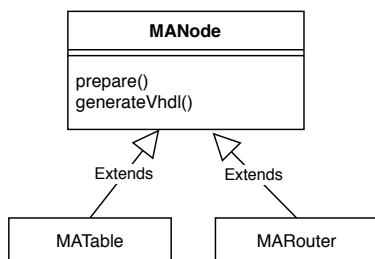 MANode
prepare()
generateVhdl()
Extends
Extends
MATable
MARouter